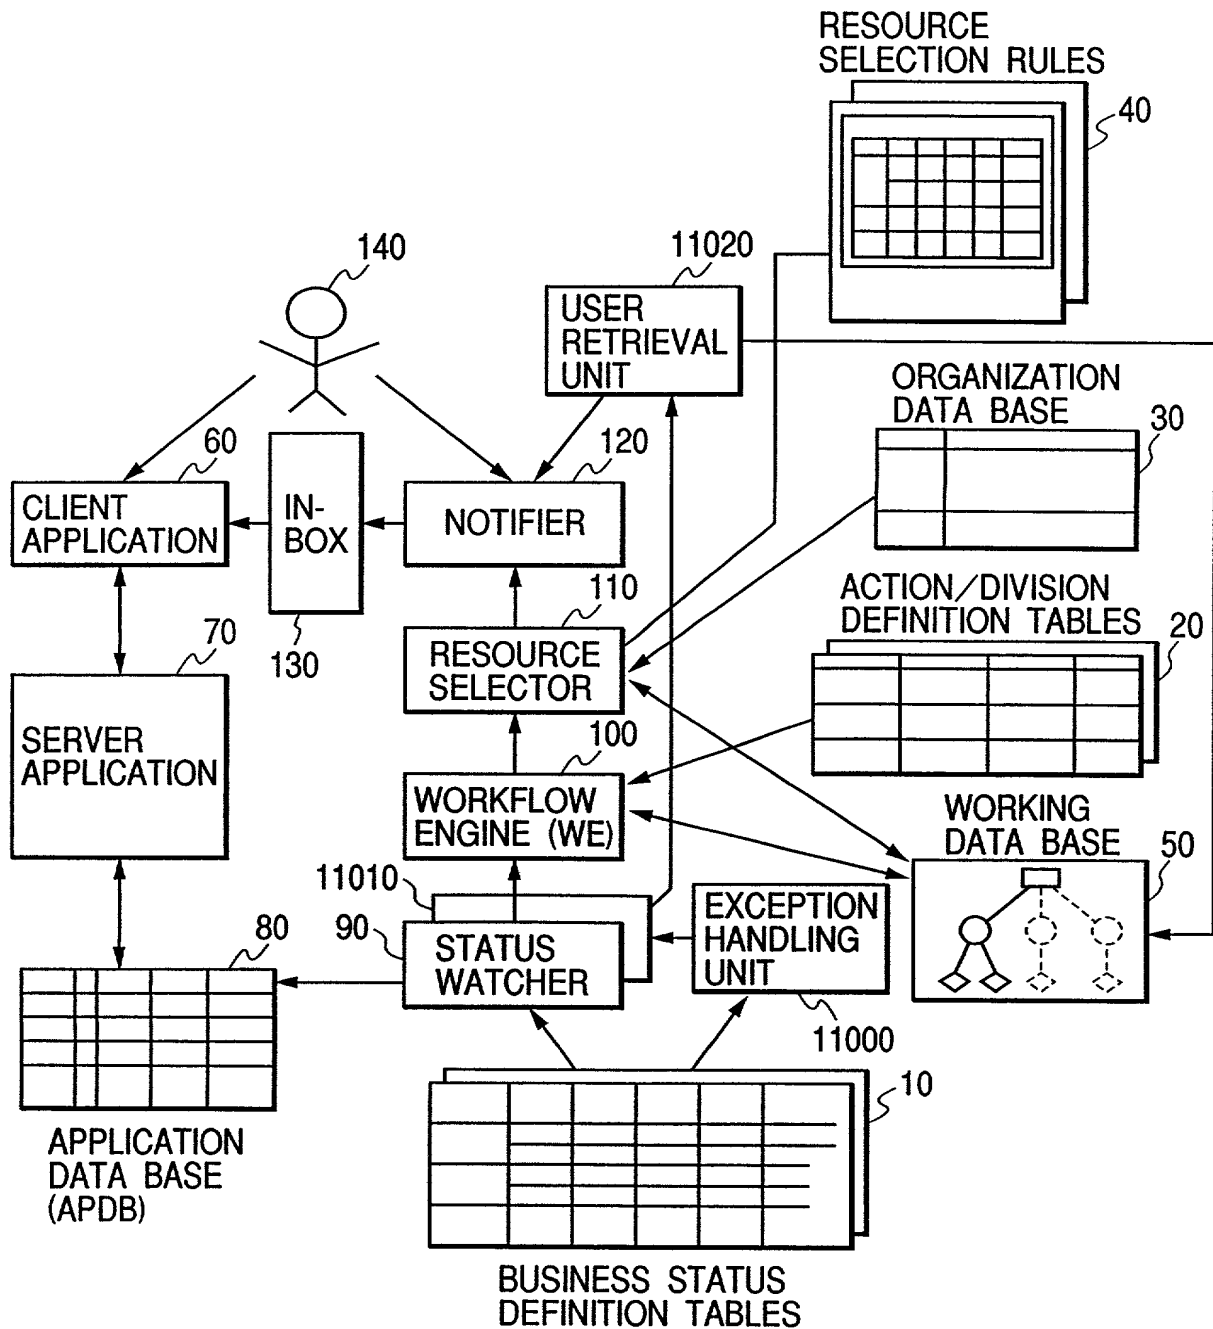 RESOURCE
SELECTION RULES
40
140
11020
USER
RETRIEVAL
UNIT
ORGANIZATION
DATA BASE
30
60
120
CLIENT
APPLICATION
IN-
BOX
NOTIFIER
130
110
ACTION/DIVISION
DEFINITION TABLES
20
70
RESOURCE
SELECTOR
SERVER
APPLICATION
100
WORKFLOW
ENGINE (WE)
WORKING
DATA BASE
50
11010
90
STATUS
WATCHER
EXCEPTION
HANDLING
UNIT
11000
80
APPLICATION
DATA BASE
(APDB)
10
BUSINESS STATUS
DEFINITION TABLES